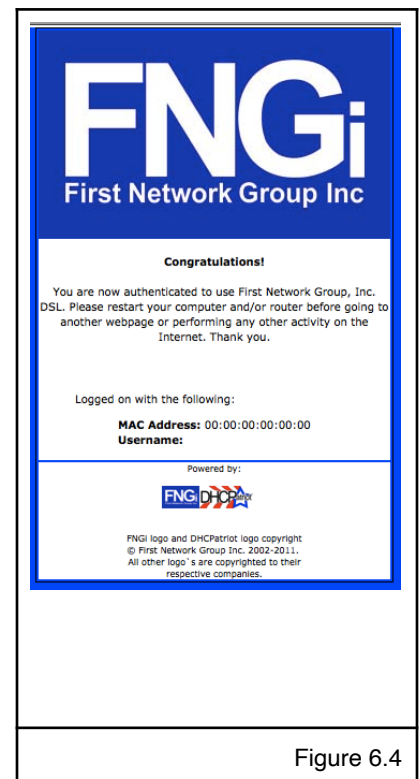 FNGi
First Network Group Inc
Congratulations!
You are now authenticated to use First Network Group, Inc.
DSL. Please restart your computer and/or router before going to
another webpage or performing any other activity on the
Internet. Thank you.
Logged on with the following:
MAC Address: 00:00:00:00:00:00
Username:
Powered by:
FNGi DHCPatriot
FNGi logo and DHCPatriot logo copyright
© First Network Group Inc. 2002-2011.
All other logo`s are copyrighted to their
respective companies.
Figure 6.4